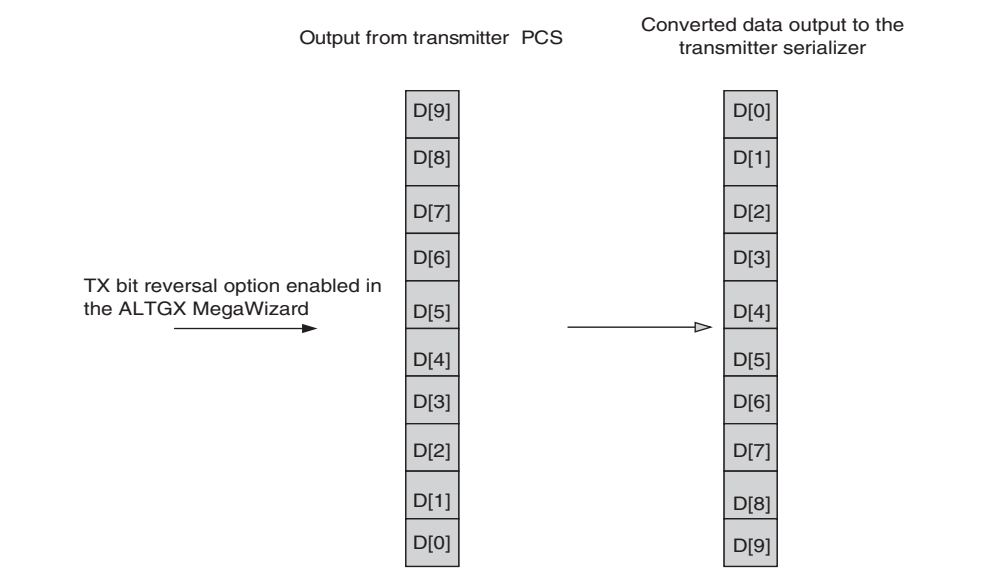 Output from transmitter PCS
Converted data output to the
transmitter serializer
TX bit reversal option enabled in
the ALTGX MegaWizard
D[9]
D[8]
D[7]
D[6]
D[5]
D[4]
D[3]
D[2]
D[1]
D[0]
D[0]
D[1]
D[2]
D[3]
D[4]
D[5]
D[6]
D[7]
D[8]
D[9]